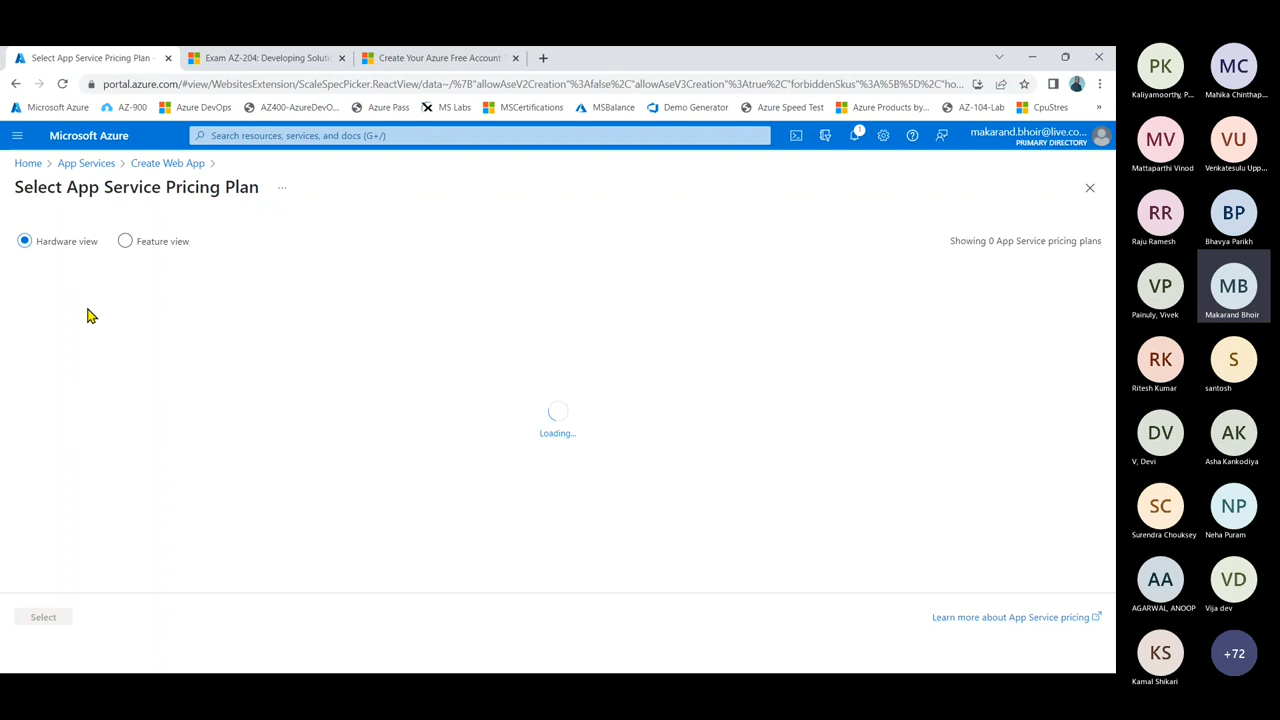 Select App Service Pricing Plan -
Exam AZ-204: Developing Soluti
Create Your Azure Free Account
portal.azure.com/#view/WebsitesExtension/ScaleSpecPicker.ReactView/data~/%7B"allowAseV2Creation"%3Afalse%2C"allowAseV3Creation"%3Atrue%2C"forbiddenSkus"%3A%5B%5D%2C"ho...
Microsoft Azure
AZ-900
Azure DevOps
AZ400-AzureDevO...
Azure Pass
MS Labs
MSCertifications
MSBalance
Demo Generator
Azure Speed Test
Azure Products by...
AZ-104-Lab
CpuStres
»
Microsoft Azure
Search resources, services, and docs (G+/)
1
makarand.bhoir@live.co...
PRIMARY DIRECTORY
Home > App Services > Create Web App >
Select App Service Pricing Plan ...
Hardware view
Feature view
Showing 0 App Service pricing plans
Loading...
Select
Learn more about App Service pricing
PK
Kaliyamoorthy, P...
MC
Mahika Chinthap...
MV
Mattaparthi Vinod
VU
Venkatesulu Upp...
RR
Raju Ramesh
BP
Bhavya Parikh
VP
Painuly, Vivek
MB
Makarand Bhoir
RK
Ritesh Kumar
S
santosh
DV
V, Devi
AK
Asha Kankodiya
SC
Surendra Chouksey
NP
Neha Puram
AA
AGARWAL, ANOOP
VD
Vija dev
KS
Kamal Shikari
+72